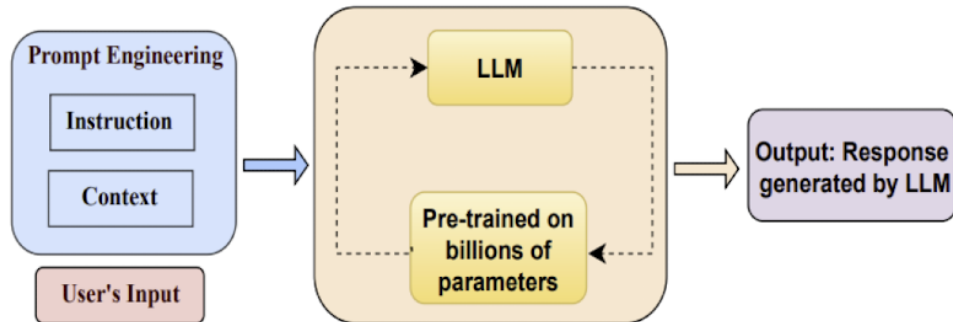 Prompt Engineering
Instruction
Context
User's Input
LLM
Pre-trained on
billions of
parameters
Output: Response
generated by LLM